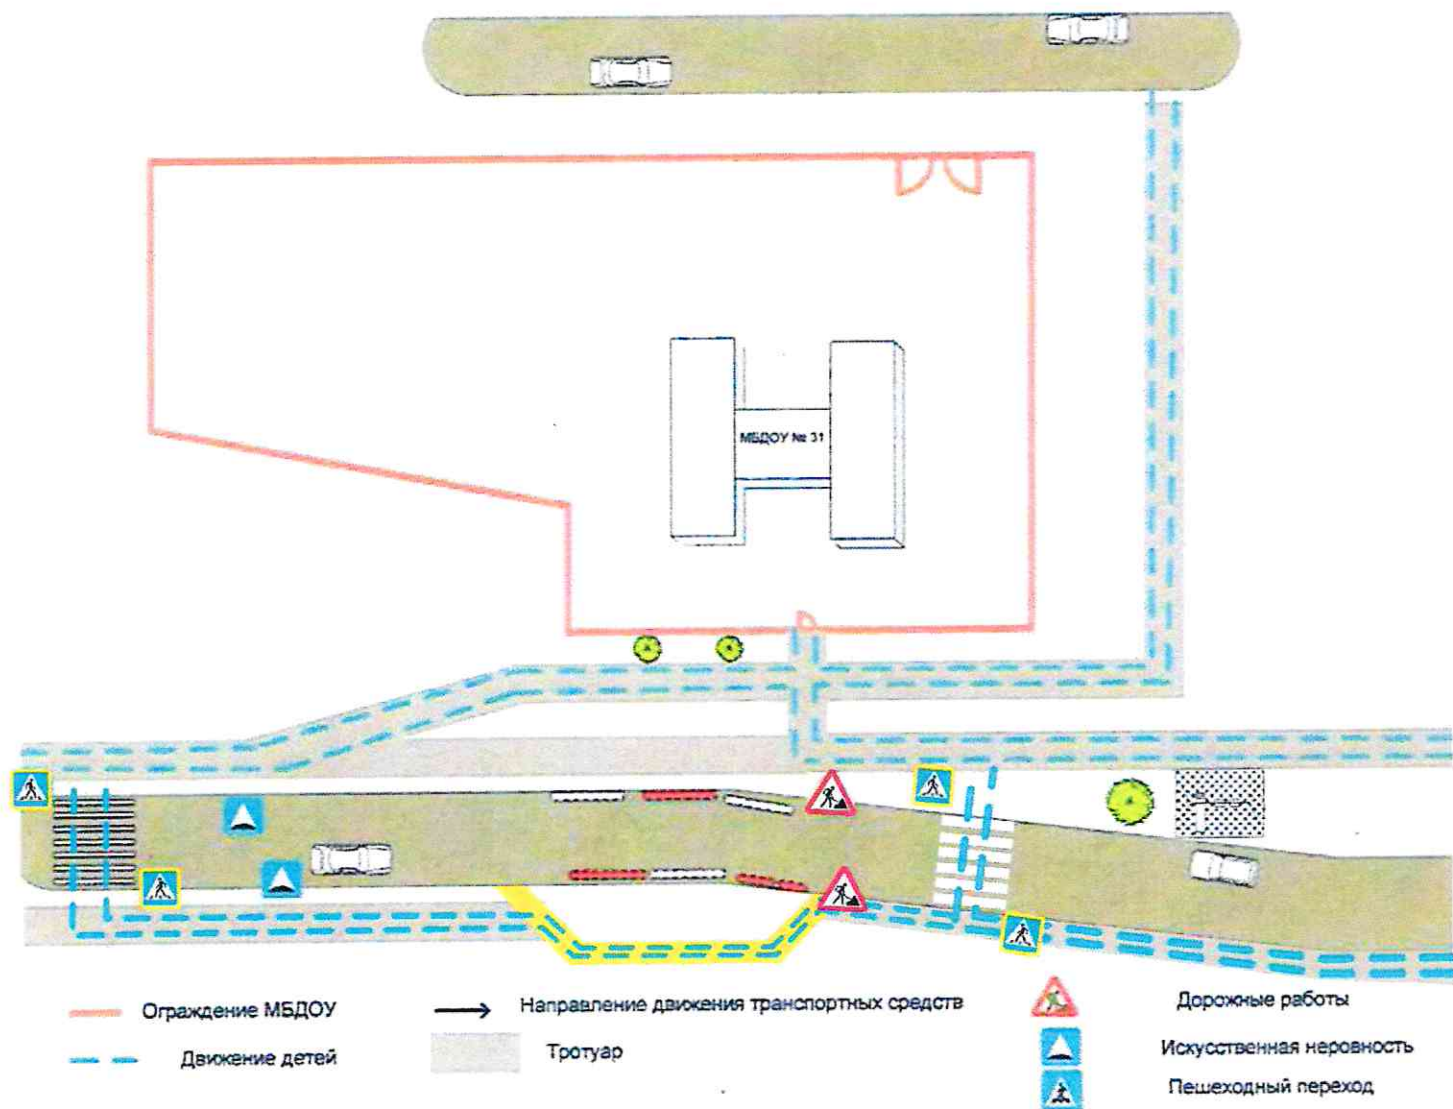 МБДОУ № 31
Ограждение МБДОУ
Направление движения транспортных средств
Дорожные работы
Движение детей
Тротуар
Искусственная неровность
Пешеходный переход